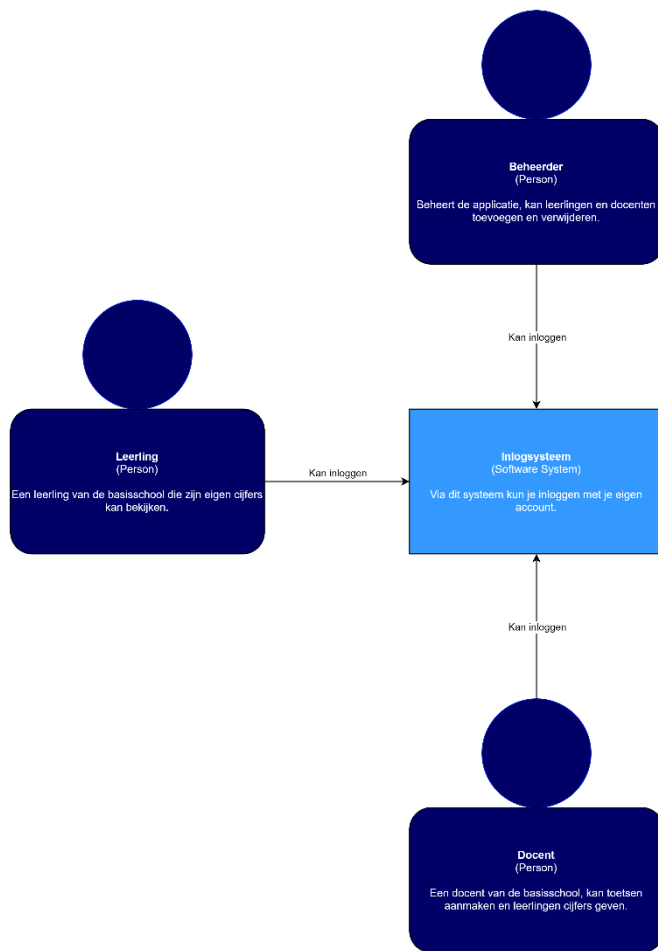 Beheerder
(Person)
Beheert de applicatie, kan leerlingen en docenten
toevoegen en verwijderen.
Kan inloggen
Leerling
(Person)
Een leerling van de basisschool die zijn eigen cijfers
kan bekijken.
Kan inloggen
Inlogsysteem
(Software System)
Via dit systeem kun je inloggen met je eigen
account.
Kan inloggen
Docent
(Person)
Een docent van de basisschool, kan toetsen
aanmaken en leerlingen cijfers geven.